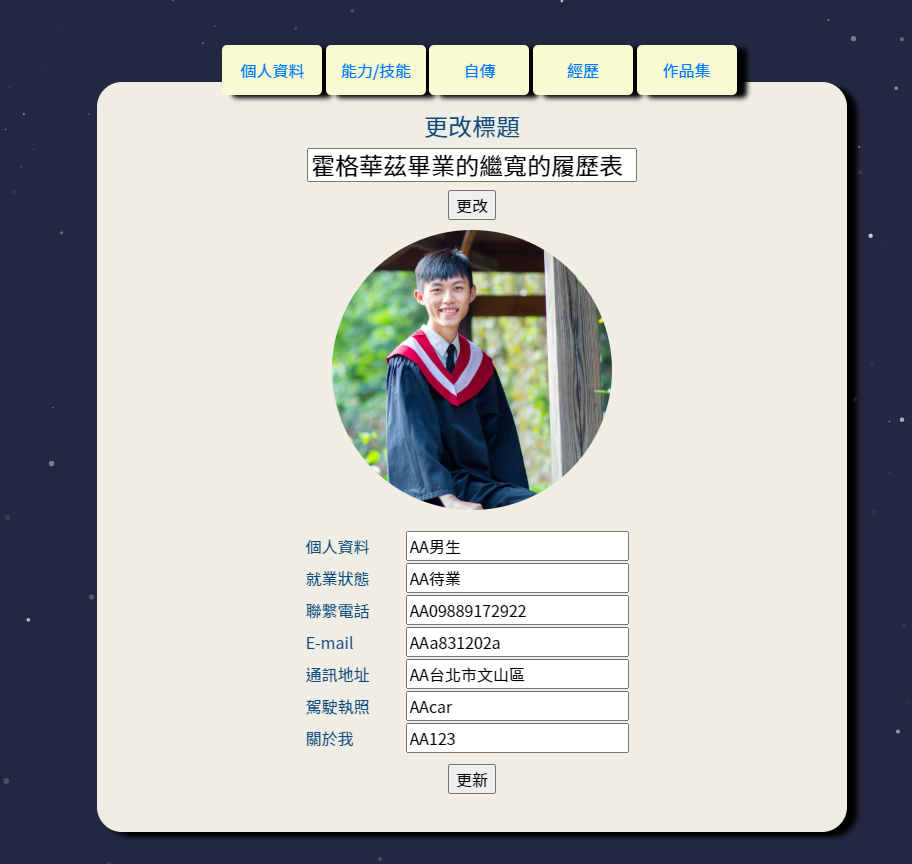 個人資料 能力/技能 自傳 經歷 作品集
更改標題
霍格華茲畢業的繼寬的履歷表
更改
個人資料 AA男生
就業狀態 AA待業
聯繫電話 AA09889172922
E-mail AAa831202a
通訊地址 AA台北市文山區
駕駛執照 AAcar
關於我 AA123
更新